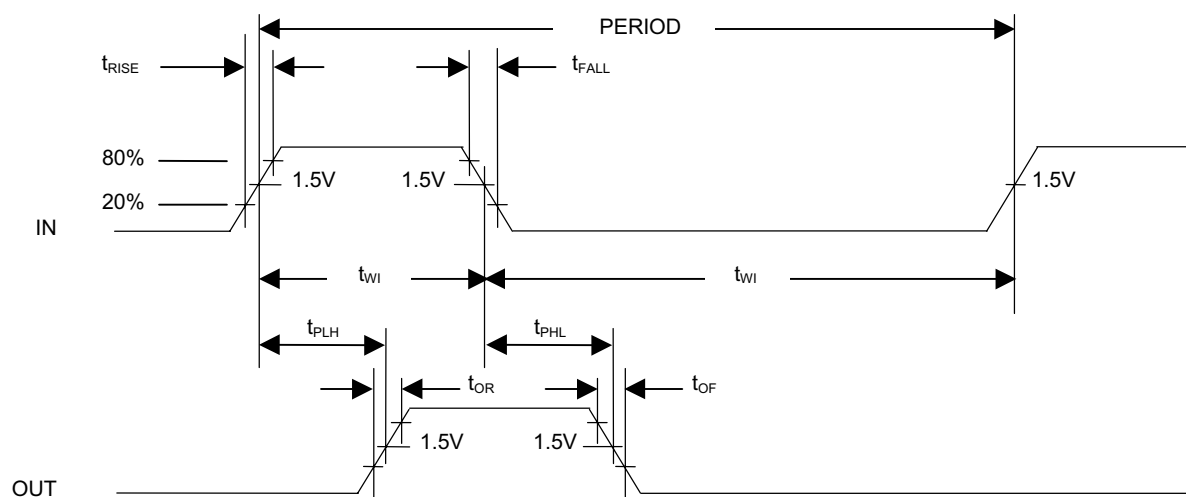 PERIOD
tRISE
tFALL
80%
1.5V
1.5V
1.5V
20%
IN
tWI
tWI
tPLH
tPHL
tOR
tOF
1.5V
1.5V
OUT